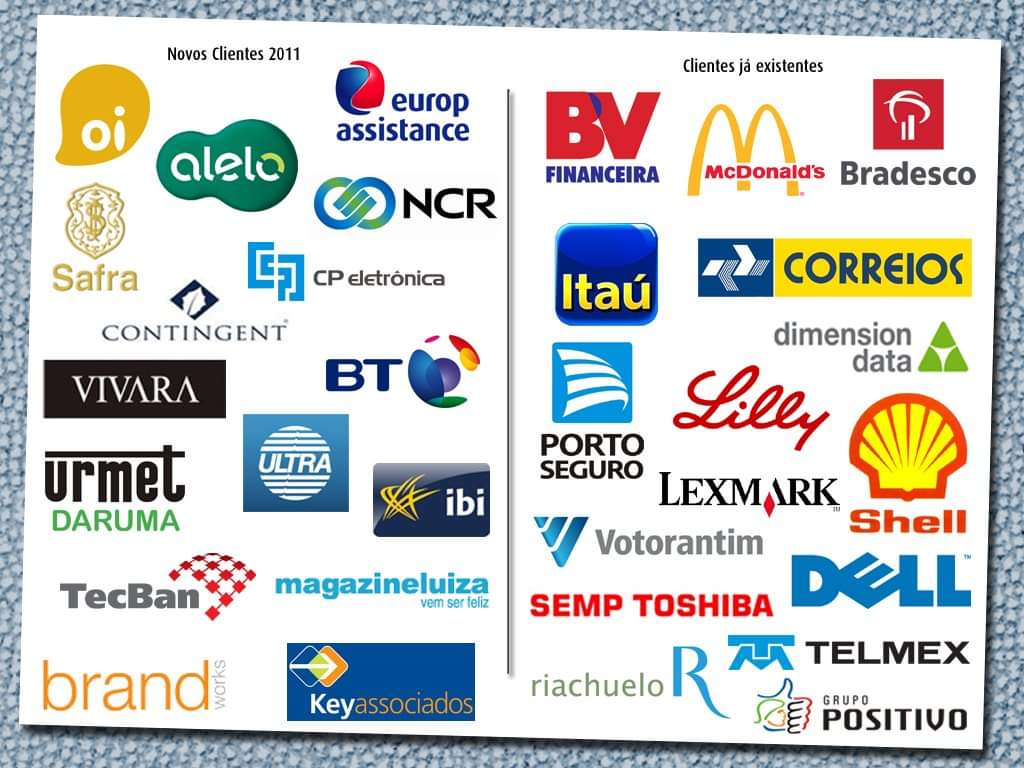 Novos Clientes 2011
oi
alelo
europ
assistance
NCR
Safra
CP eletrônica
CONTINGENT
VIVARA
BT
urmet
DARUMA
ULTRA
ibi
TecBan
magazineluiza
vem ser feliz
brand
works
Keyassociados
Clientes já existentes
BV
FINANCEIRA
McDonald's
Bradesco
Itaú
CORREIOS
dimension
data
PORTO
SEGURO
Lilly
Shell
LEXMARK
TM
Votorantim
DELL
TM
SEMP TOSHIBA
TELMEX
riachuelo
R
GRUPO
POSITIVO